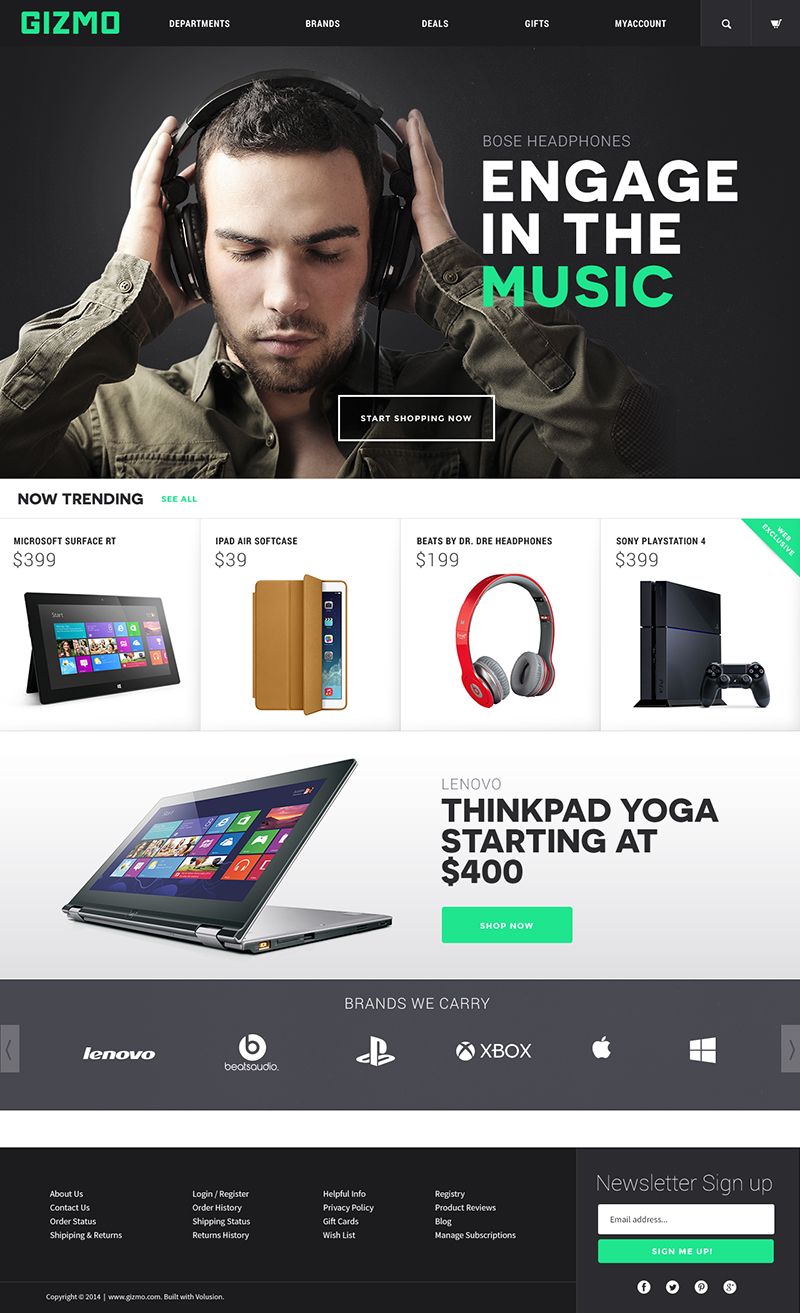 GIZMO
DEPARTMENTS
BRANDS
DEALS
GIFTS
MYACCOUNT
BOSE HEADPHONES
ENGAGE
IN THE
MUSIC
START SHOPPING NOW
NOW TRENDING
SEE ALL
MICROSOFT SURFACE RT
$399
Start
IPAD AIR SOFTCASE
$39
BEATS BY DR. DRE HEADPHONES
$199
SONY PLAYSTATION 4
$399
WEB
EXCLUSIVE
LENOVO
THINKPAD YOGA
STARTING AT
$400
SHOP NOW
Start
BRANDS WE CARRY
lenovo
beatsaudio.
XBOX
About Us
Contact Us
Order Status
Shipiping & Returns
Login / Register
Order History
Shipping Status
Returns History
Helpful Info
Privacy Policy
Gift Cards
Wish List
Registry
Product Reviews
Blog
Manage Subscriptions
Newsletter Sign up
Email address...
SIGN ME UP!
Copyright © 2014 | www.gizmo.com. Built with Volusion.